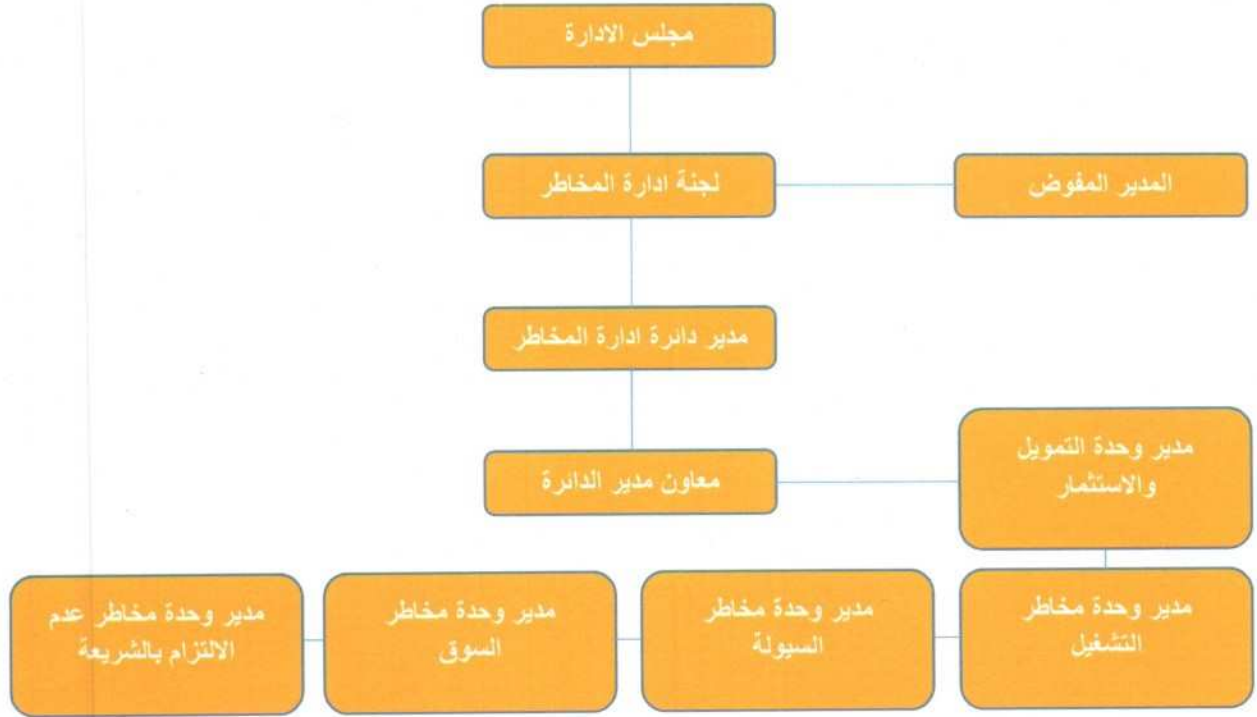 مجلس الادارة
لجنة ادارة المخاطر
المدير المفوض
مدير دائرة ادارة المخاطر
معاون مدير الدائرة
مدير وحدة التمويل
والاستثمار
مدير وحدة مخاطر
التشغيل
مدير وحدة مخاطر
السيولة
مدير وحدة مخاطر
السوق
مدير وحدة مخاطر عدم
الالتزام بالشريعة